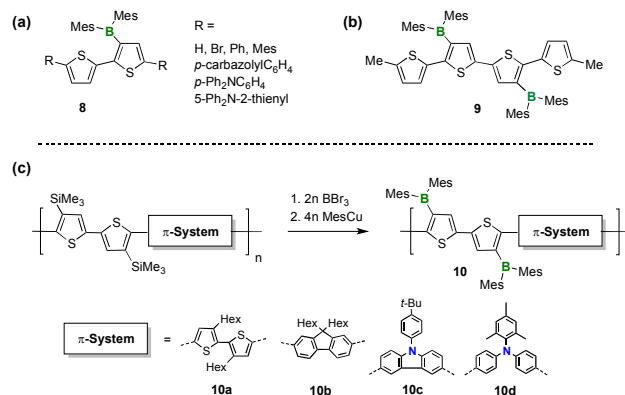 (a)
Mes
B
Mes
R
S
S
R
8
R =
H, Br, Ph, Mes
p-carbazolylC6H4
p-Ph2NC6H4
5-Ph2N-2-thienyl
(b)
Mes
B
Mes
Me
S
S
S
S
Me
B
Mes
Mes
9
(c)
SiMe3
S
S
SiMe3
π-System
n
1. 2n BBr3
2. 4n MesCu
Mes
B
Mes
S
S
B
Mes
Mes
π-System
n
10
π-System
=
Hex
S
S
Hex
10a
Hex Hex
10b
t-Bu
N
10c
N
10d